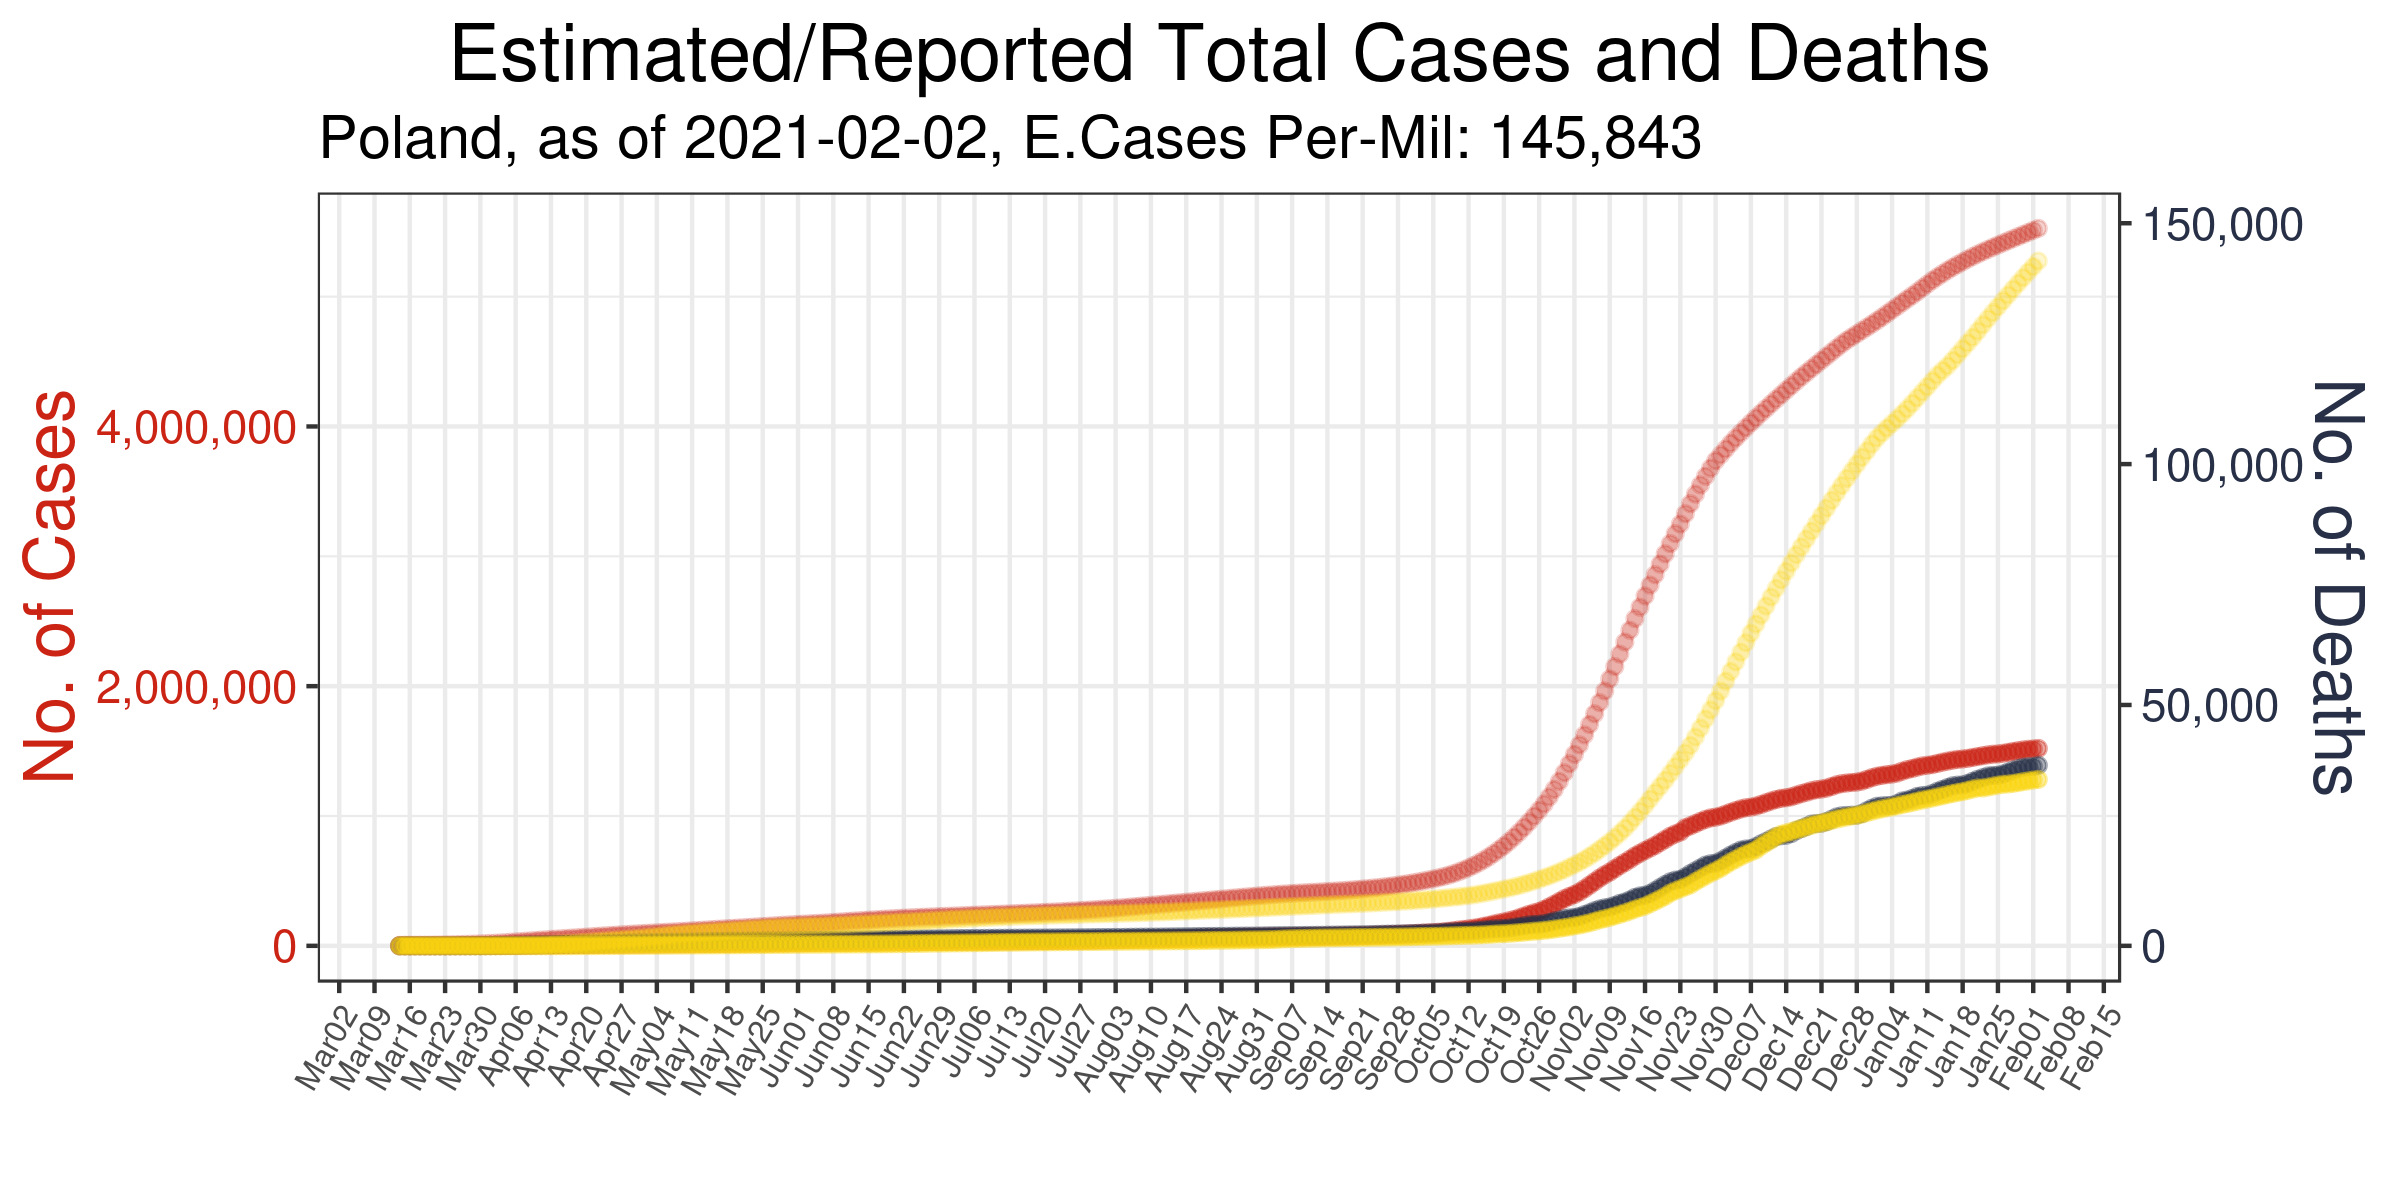 Estimated/Reported Total Cases and Deaths
Poland, as of 2021-02-02, E.Cases Per-Mil: 145,843
No. of Cases
4,000,000
2,000,000
0
150,000
100,000
50,000
0
No. of Deaths
Mar02 Mar09 Mar16 Mar23 Mar30 Apr06 Apr13 Apr20 Apr27 May04 May11 May18 May25 Jun01 Jun08 Jun15 Jun22 Jun29 Jul06 Jul13 Jul20 Jul27 Aug03 Aug10 Aug17 Aug24 Aug31 Sep07 Sep14 Sep21 Sep28 Oct05 Oct12 Oct19 Oct26 Nov02 Nov09 Nov16 Nov23 Nov30 Dec07 Dec14 Dec21 Dec28 Jan04 Jan11 Jan18 Jan25 Feb01 Feb08 Feb15